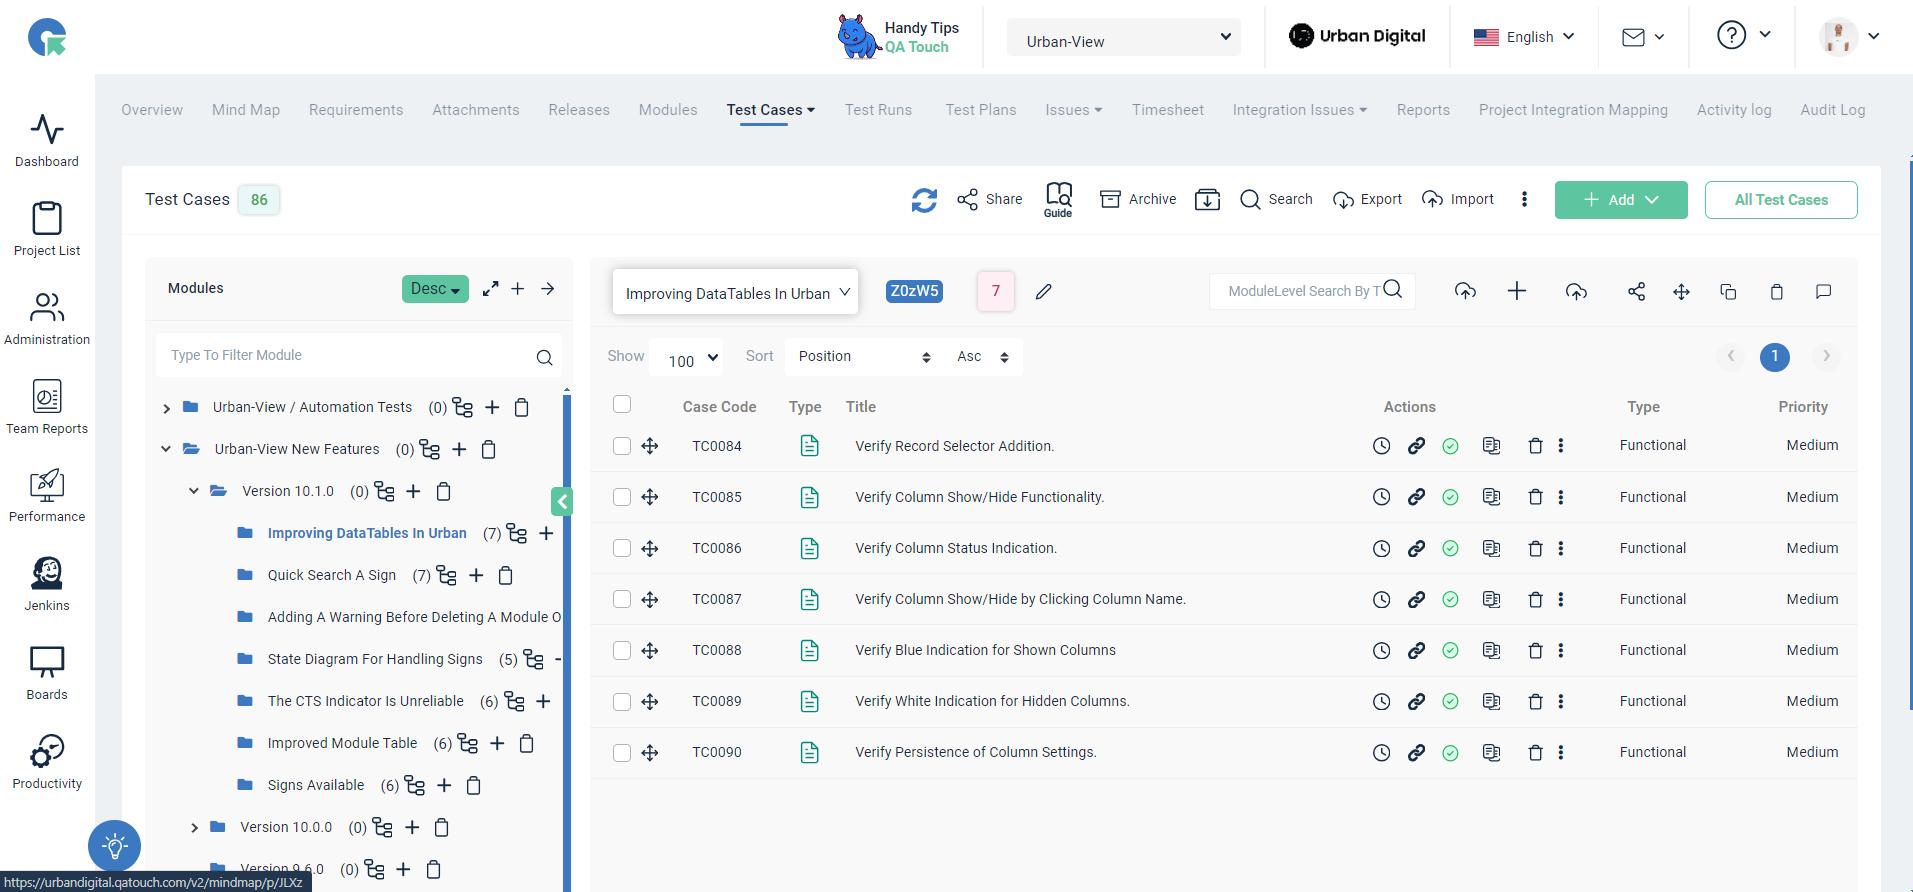 Handy Tips
QA Touch
Urban-View
Urban Digital
English
Dashboard
Project List
Administration
Team Reports
Performance
Jenkins
Boards
Productivity
Overview Mind Map Requirements Attachments Releases Modules Test Cases Test Runs Test Plans Issues Timesheet Integration Issues Reports Project Integration Mapping Activity log Audit Log
Test Cases 86
Share
Guide
Archive
Search
Export
Import
Add
All Test Cases
Modules
Desc
Type To Filter Module
Urban-View / Automation Tests (0)
Urban-View New Features (0)
Version 10.1.0 (0)
Improving DataTables In Urban (7)
Quick Search A Sign (7)
Adding A Warning Before Deleting A Module O
State Diagram For Handling Signs (5)
The CTS Indicator Is Unreliable (6)
Improved Module Table (6)
Signs Available (6)
Version 10.0.0 (0)
Version 9.6.0 (0)
https://urbandigital.qatouch.com/v2/mindmap/p/JLXz
Improving DataTables In Urban
Z0zW5
7
ModuleLevel Search By T
Show 100 Sort Position Asc
1
Case Code Type Title Actions Type Priority
TC0084 Verify Record Selector Addition. Functional Medium
TC0085 Verify Column Show/Hide Functionality. Functional Medium
TC0086 Verify Column Status Indication. Functional Medium
TC0087 Verify Column Show/Hide by Clicking Column Name. Functional Medium
TC0088 Verify Blue Indication for Shown Columns Functional Medium
TC0089 Verify White Indication for Hidden Columns. Functional Medium
TC0090 Verify Persistence of Column Settings. Functional Medium